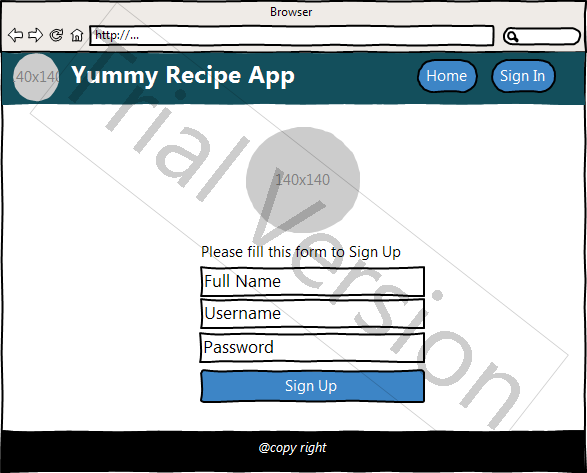 Browser
http://...
40x140
Yummy Recipe App
Home
Sign In
140x140
Please fill this form to Sign Up
Full Name
Username
Password
Sign Up
@copy right
Trial Version